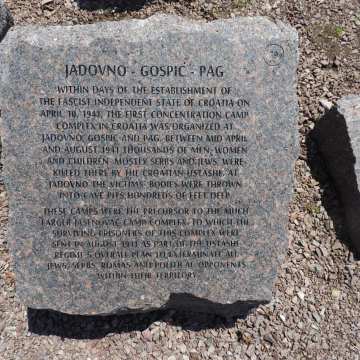 JADOVNO - GOSPIĆ - PAG
WITHIN DAYS OF THE ESTABLISHMENT OF
THE FASCIST INDEPENDENT STATE OF CROATIA ON
APRIL 10, 1941, THE FIRST CONCENTRATION CAMP
COMPLEX IN CROATIA WAS ORGANIZED AT
JADOVNO, GOSPIĆ AND PAG. BETWEEN MID APRIL
AND AUGUST 1941 THOUSANDS OF MEN, WOMEN
AND CHILDREN, MOSTLY SERBS AND JEWS, WERE
KILLED THERE BY THE CROATIAN USTASHE. AT
JADOVNO THE VICTIMS' BODIES WERE THROWN
INTO CAVE PITS HUNDREDS OF FEET DEEP.
THESE CAMPS WERE THE PRECURSOR TO THE MUCH
LARGER JASENOVAC CAMP COMPLEX, TO WHICH THE
SURVIVING PRISONERS OF THIS COMPLEX WERE
SENT IN AUGUST 1941 AS PART OF THE USTASHE
REGIME'S OVERALL PLAN TO EXTERMINATE ALL
JEWS, SERBS, ROMAS AND POLITICAL OPPONENTS
WITHIN THEIR TERRITORY.